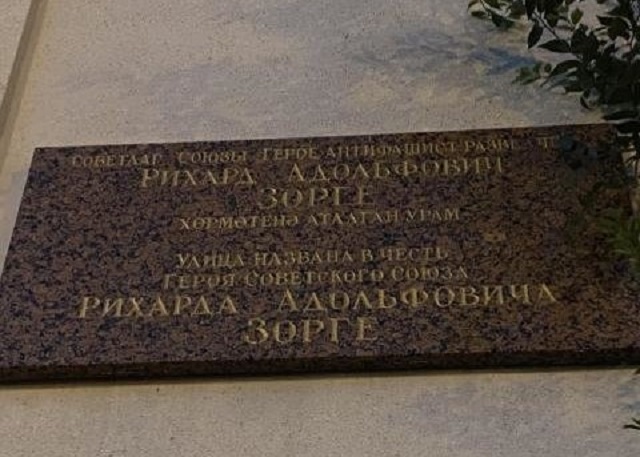 СОВЕТЛАР СОЮЗЫ ГЕРОЕ АНТИФАШИСТ
РИХАРД АДОЛЬФОВИЧ
ЗОРГЕ
ХӨРМӘТЕНӘ АТАЛГАН УРАМ
УЛИЦА НАЗВАНА В ЧЕСТЬ
ГЕРОЯ СОВЕТСКОГО СОЮЗА
РИХАРДА АДОЛЬФОВИЧА
ЗОРГЕ